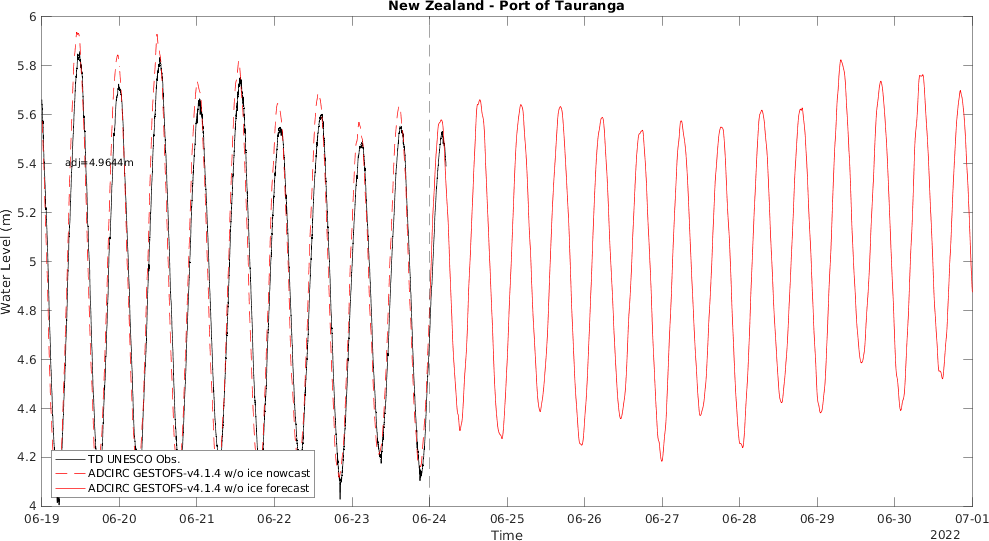 New Zealand - Port of Tauranga
Water Level (m)
6
5.8
5.6
5.4
5.2
5
4.8
4.6
4.4
4.2
4
adj=4.9644m
TD UNESCO Obs.
ADCIRC GESTOFS-v4.1.4 w/o ice nowcast
ADCIRC GESTOFS-v4.1.4 w/o ice forecast
06-19 06-20 06-21 06-22 06-23 06-24 06-25 06-26 06-27 06-28 06-29 06-30 07-01
Time
2022